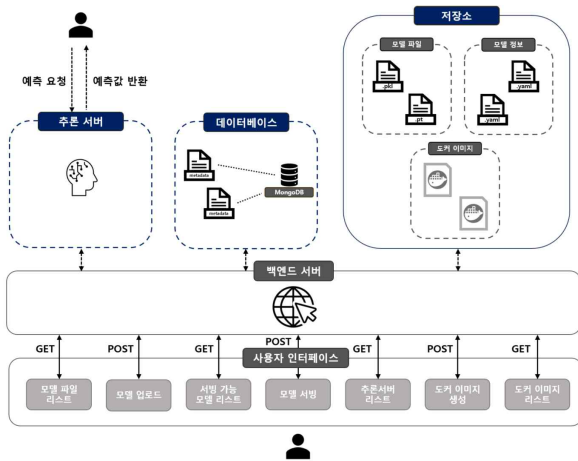 저장소
모델 파일
모델 정보
.pkl
.pt
.yaml
.yaml
도커 이미지
예측 요청
예측값 반환
추론 서버
데이터베이스
metadata
metadata
MongoDB
백엔드 서버
GET
POST
GET
POST
GET
POST
GET
사용자 인터페이스
모델 파일
리스트
모델 업로드
서빙 가능
모델 리스트
모델 서빙
추론서버
리스트
도커 이미지
생성
도커 이미지
리스트